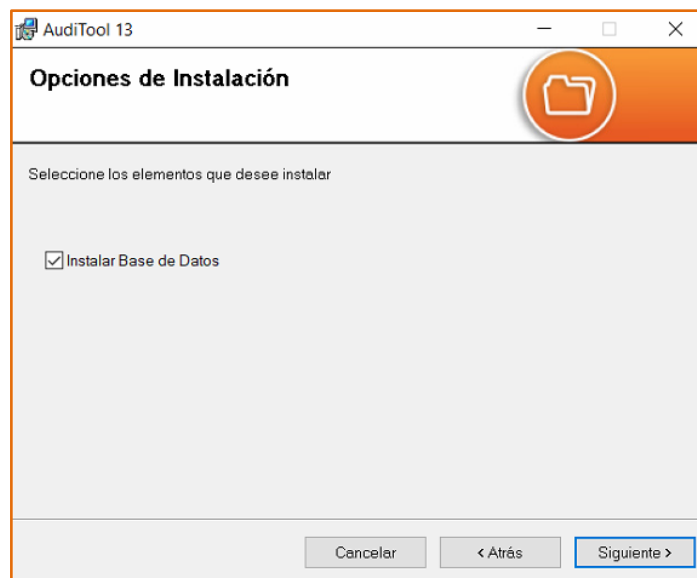 AudiTool 13
Opciones de Instalación
Seleccione los elementos que desee instalar
Instalar Base de Datos
Cancelar
< Atrás
Siguiente >